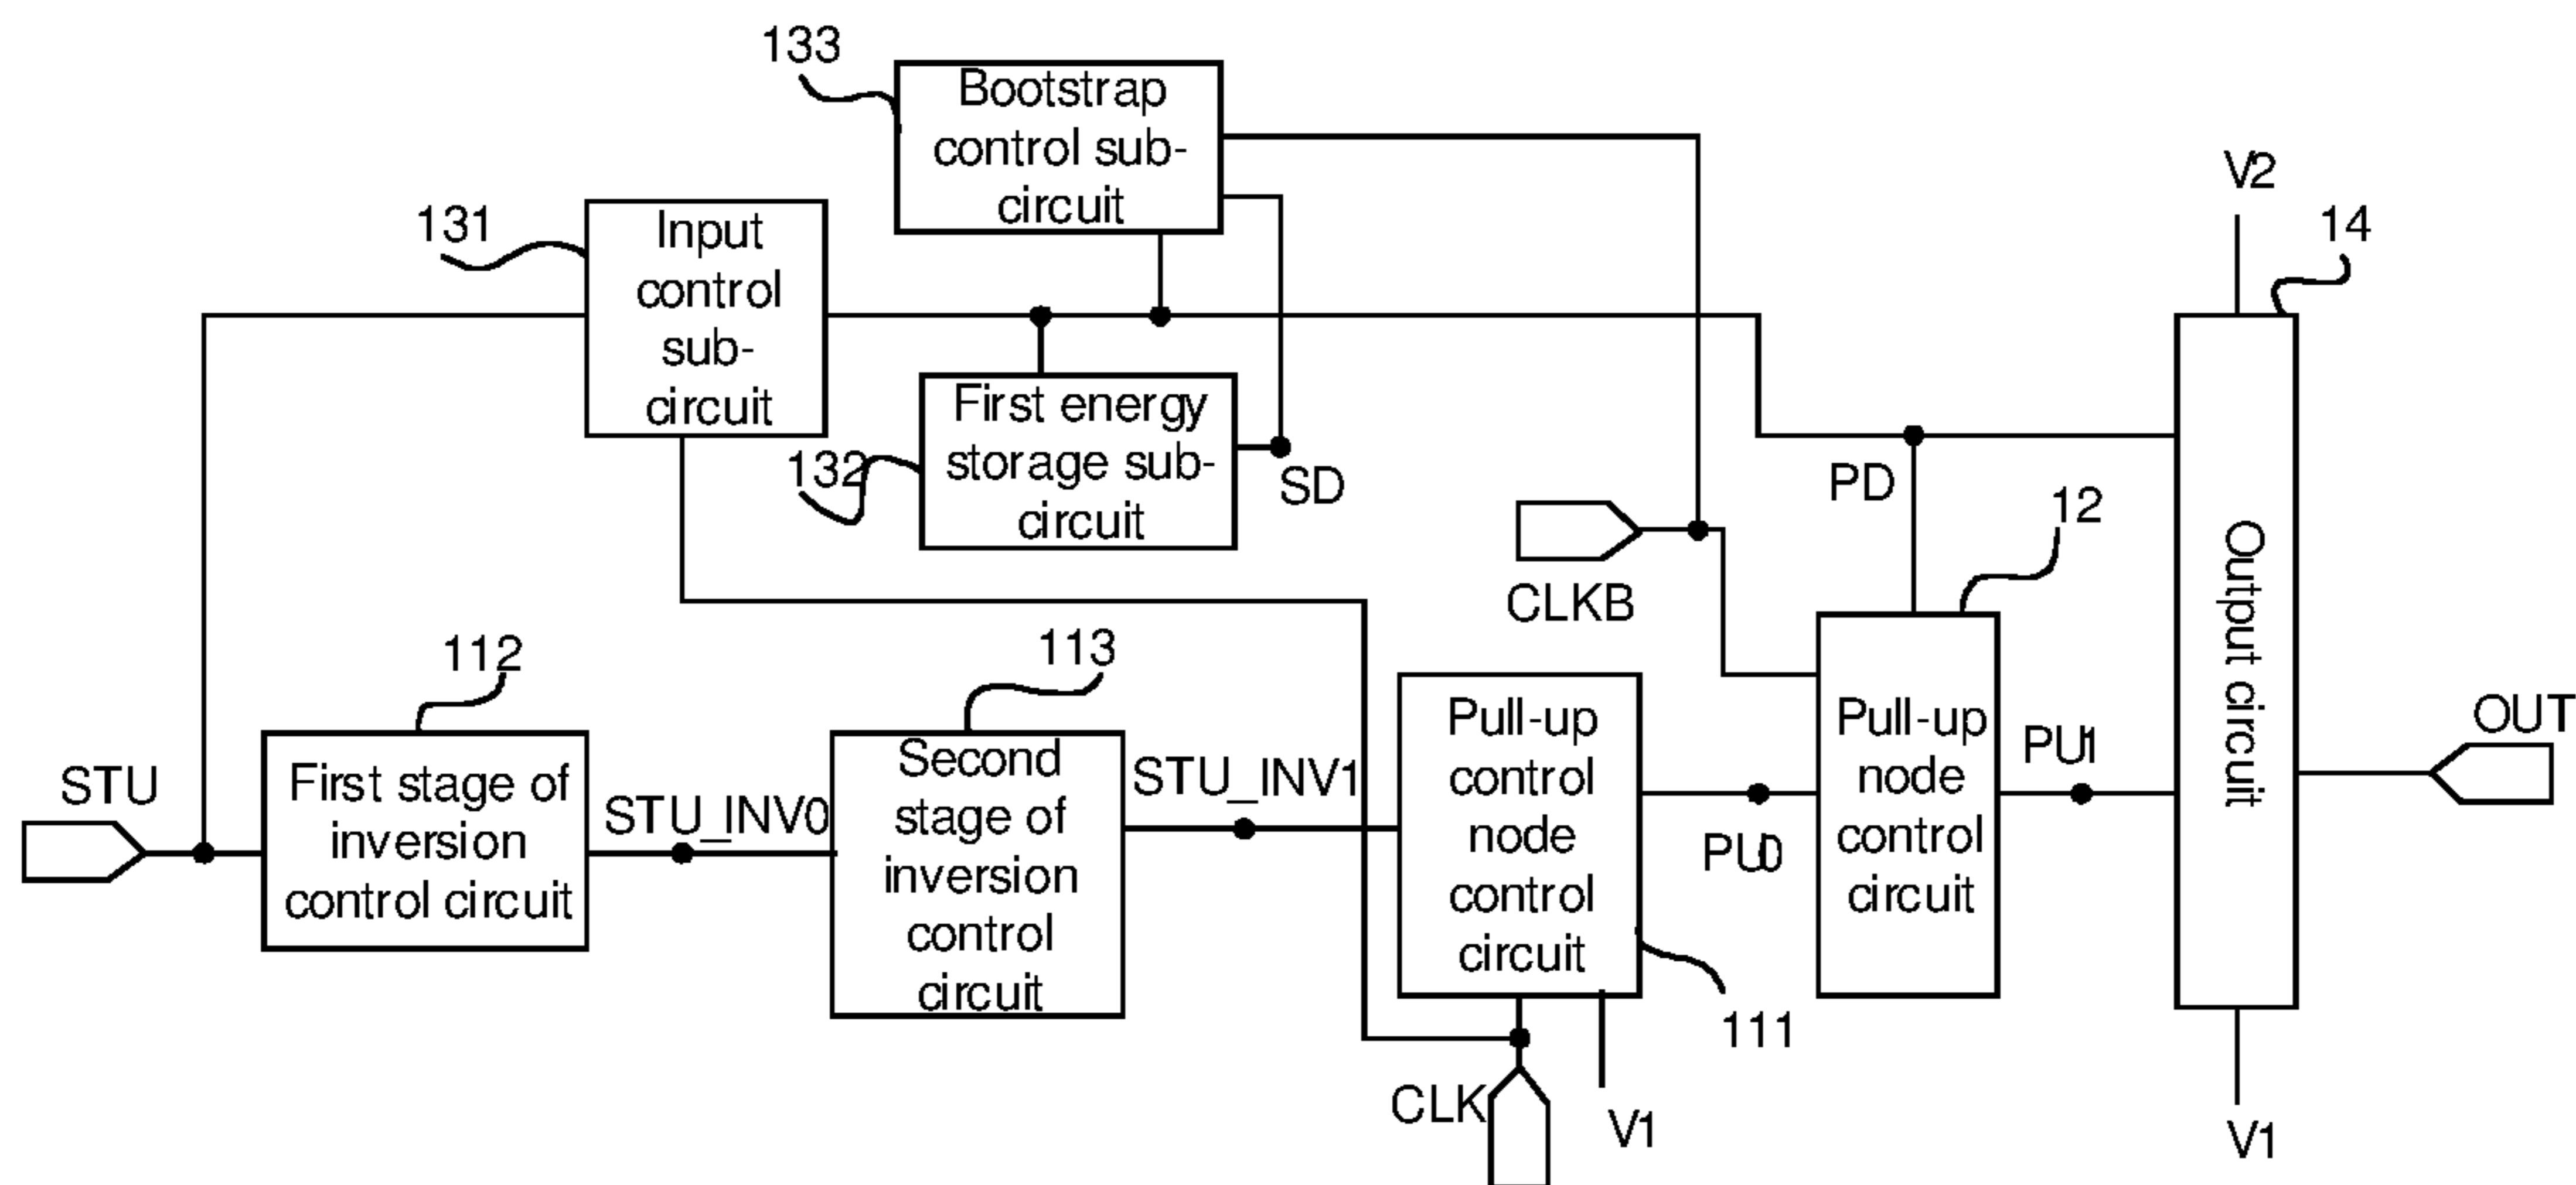 133
Bootstrap
control sub-
circuit
V2
131
Input
control
sub-
circuit
14
First energy
storage sub-
circuit
132
SD
PD
12
CLKB
Output circuit
112
113
STU
First stage of
inversion
control circuit
STU_INV0
Second
stage of
inversion
control
circuit
STU_INV1
Pull-up
control
node
control
circuit
PU0
Pull-up
node
control
circuit
PU1
OUT
111
CLK
V1
V1